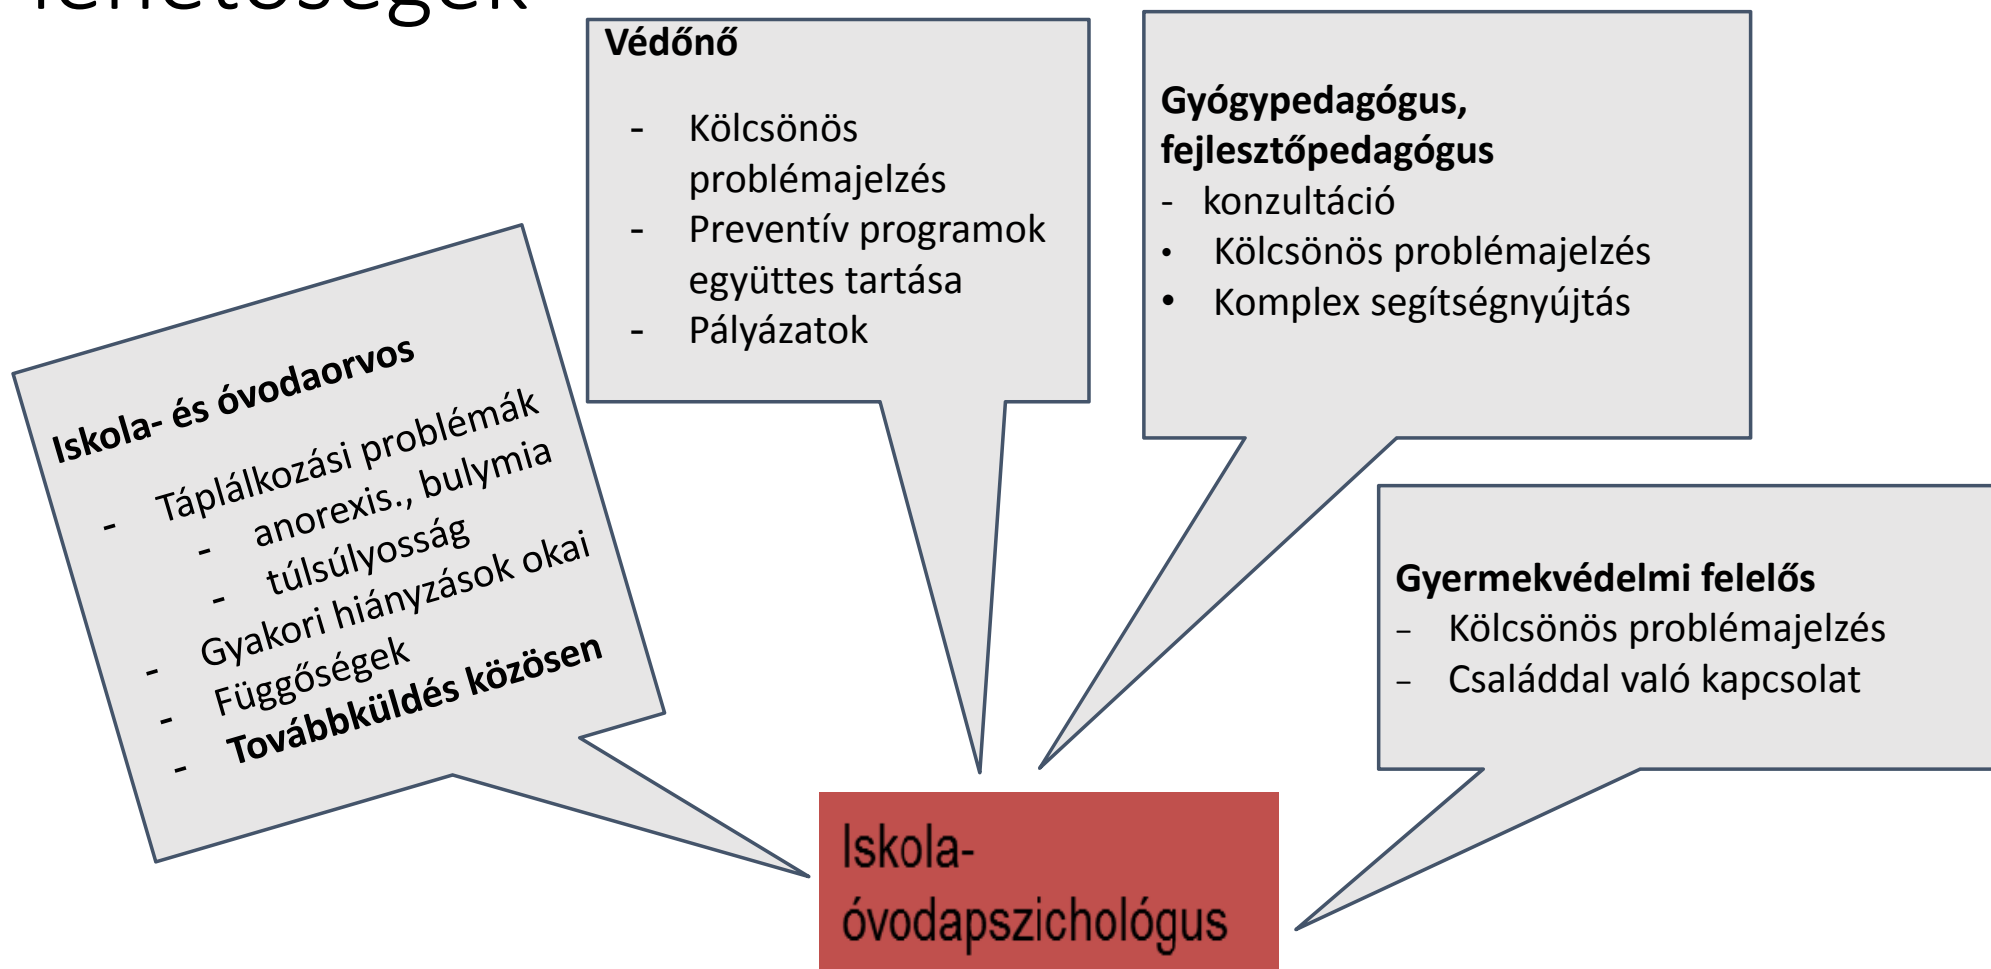 lehetőségek
Védőnő
- Kölcsönös
problémajelzés
- Preventív programok
együttes tartása
- Pályázatok
Gyógypedagógus,
fejlesztőpedagógus
- konzultáció
• Kölcsönös problémajelzés
• Komplex segítségnyújtás
Iskola- és óvodaorvos
- Táplálkozási problémák
- anorexis., bulymia
- túlsúlyosság
- Gyakori hiányzások okai
- Függőségek
- Továbbküldés közösen
Gyermekvédelmi felelős
– Kölcsönös problémajelzés
– Családdal való kapcsolat
Iskola-
óvodapszichológus